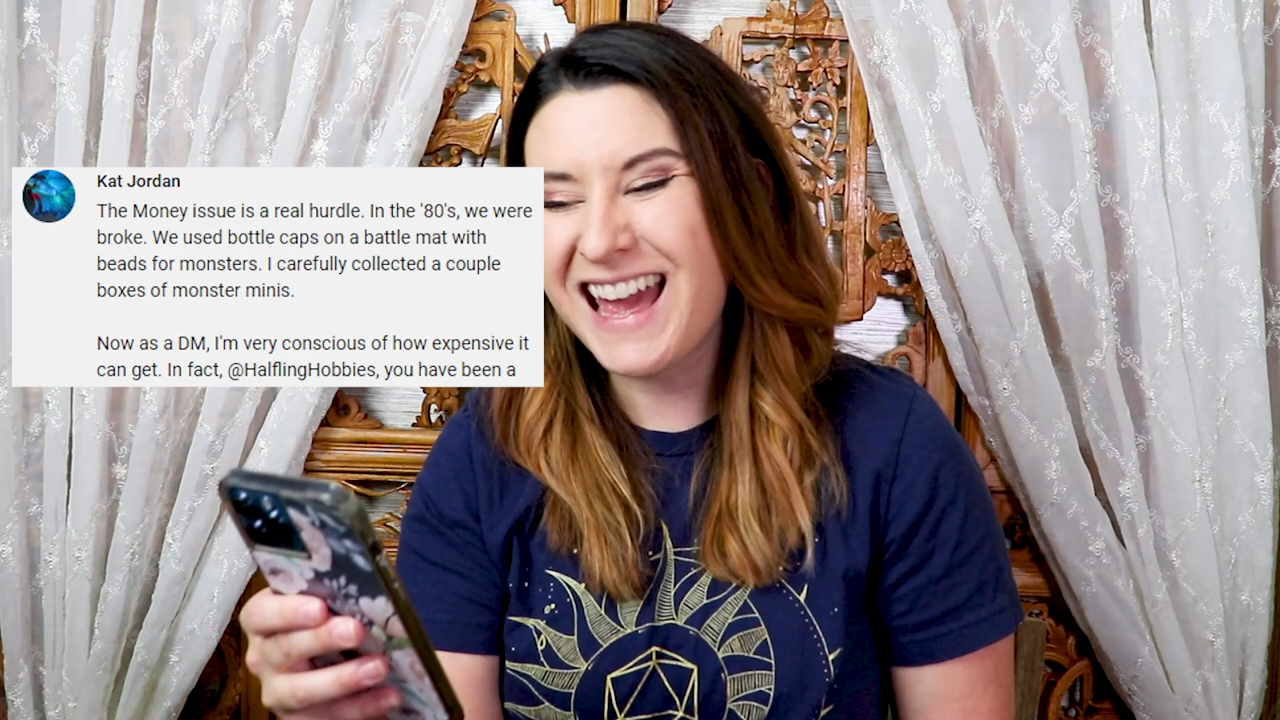 Kat Jordan
The Money issue is a real hurdle. In the '80's, we were
broke. We used bottle caps on a battle mat with
beads for monsters. I carefully collected a couple
boxes of monster minis.
Now as a DM, I'm very conscious of how expensive it
can get. In fact, @HalflingHobbies, you have been a